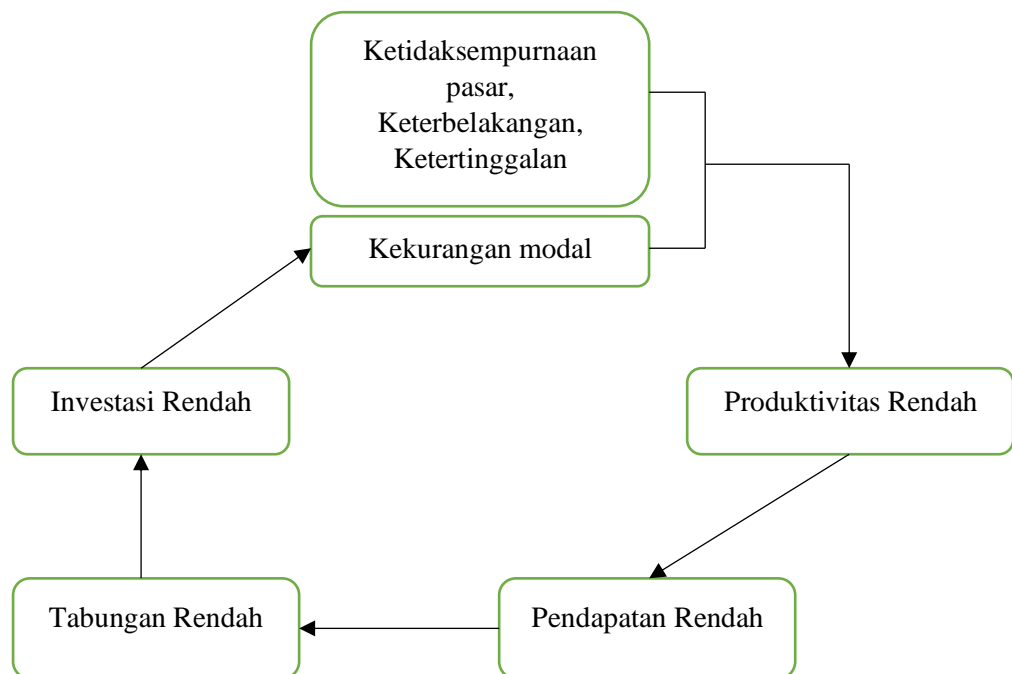 Ketidaksempurnaan
pasar,
Keterbelakangan,
Ketertinggalan
Kekurangan modal
Investasi Rendah
Produktivitas Rendah
Tabungan Rendah
Pendapatan Rendah